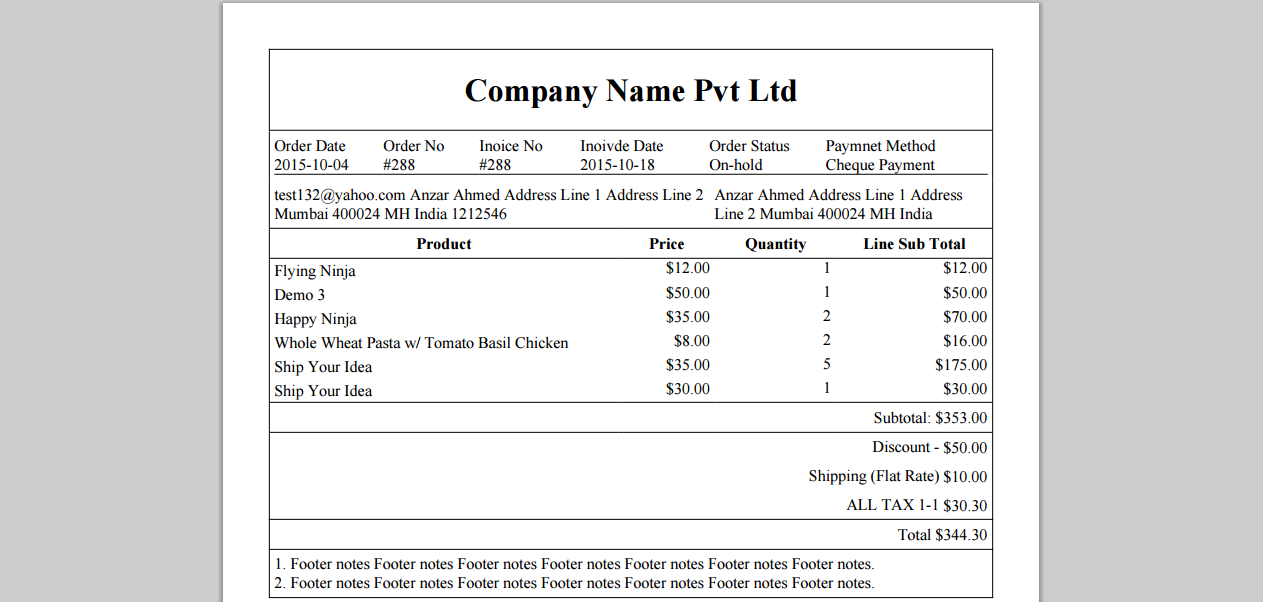 Company Name Pvt Ltd
Order Date Order No Inoice No Inoivde Date Order Status Paymnet Method
2015-10-04 #288 #288 2015-10-18 On-hold Cheque Payment
test132@yahoo.com Anzar Ahmed Address Line 1 Address Line 2 Anzar Ahmed Address Line 1 Address
Mumbai 400024 MH India 1212546 Line 2 Mumbai 400024 MH India
Product Price Quantity Line Sub Total
Flying Ninja $12.00 1 $12.00
Demo 3 $50.00 1 $50.00
Happy Ninja $35.00 2 $70.00
Whole Wheat Pasta w/ Tomato Basil Chicken $8.00 2 $16.00
Ship Your Idea $35.00 5 $175.00
Ship Your Idea $30.00 1 $30.00
Subtotal: $353.00
Discount - $50.00
Shipping (Flat Rate) $10.00
ALL TAX 1-1 $30.30
Total $344.30
1. Footer notes Footer notes Footer notes Footer notes Footer notes Footer notes Footer notes.
2. Footer notes Footer notes Footer notes Footer notes Footer notes Footer notes Footer notes.